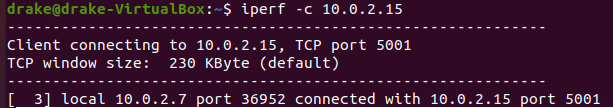 drake@drake-VirtualBox:~$ iperf -c 10.0.2.15
------------------------------------------------------------
Client connecting to 10.0.2.15, TCP port 5001
TCP window size:  230 KByte (default)
------------------------------------------------------------
[  3] local 10.0.2.7 port 36952 connected with 10.0.2.15 port 5001